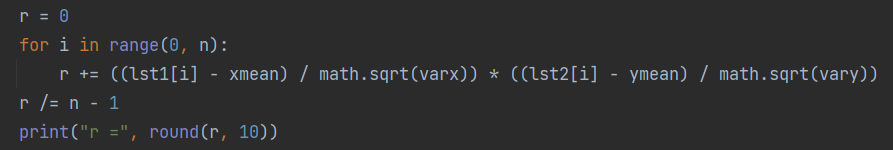 r = 0
for i in range(0, n):
    r += ((lst1[i] - xmean) / math.sqrt(varx)) * ((lst2[i] - ymean) / math.sqrt(vary))
r /= n - 1
print("r =", round(r, 10))